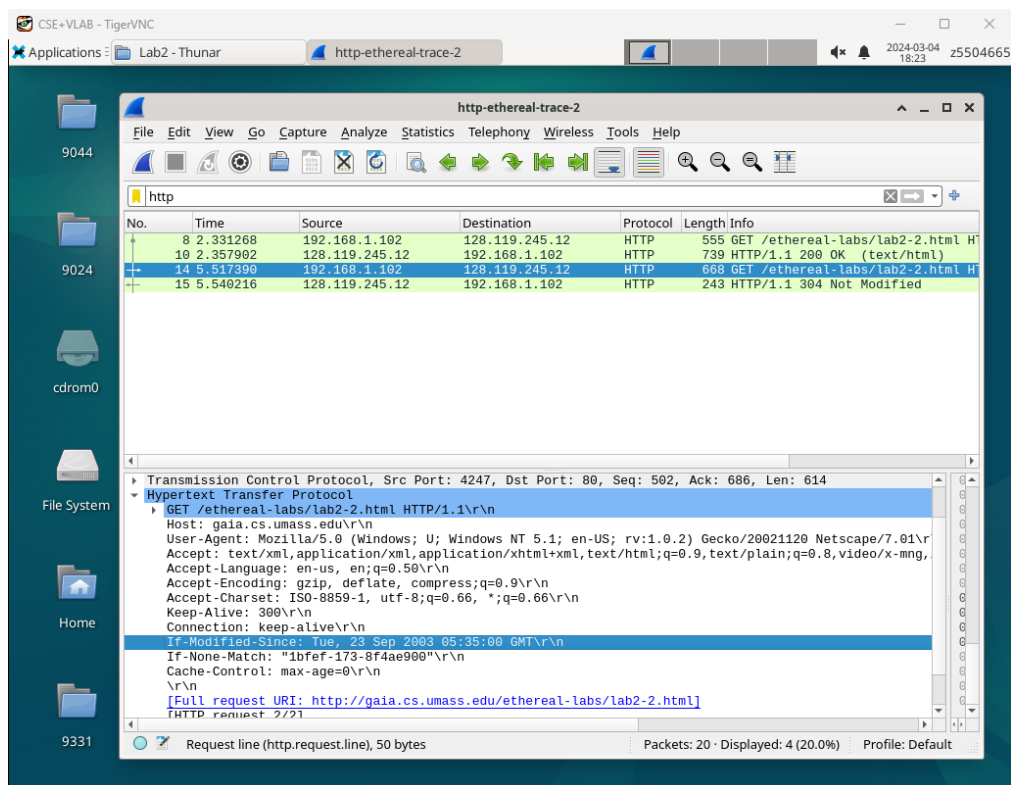 CSE+VLAB - TigerVNC
Applications Lab2 - Thunar http-ethereal-trace-2 2024-03-04 18:23 z5504665
http-ethereal-trace-2
File Edit View Go Capture Analyze Statistics Telephony Wireless Tools Help
9044
http
No. Time Source Destination Protocol Length Info
8 2.331268 192.168.1.102 128.119.245.12 HTTP 555 GET /ethereal-labs/lab2-2.html HT
10 2.357902 128.119.245.12 192.168.1.102 HTTP 739 HTTP/1.1 200 OK (text/html)
14 5.517390 192.168.1.102 128.119.245.12 HTTP 668 GET /ethereal-labs/lab2-2.html HT
15 5.540216 128.119.245.12 192.168.1.102 HTTP 243 HTTP/1.1 304 Not Modified
9024
cdrom0
File System
Home
9331
Transmission Control Protocol, Src Port: 4247, Dst Port: 80, Seq: 502, Ack: 686, Len: 614
Hypertext Transfer Protocol
GET /ethereal-labs/lab2-2.html HTTP/1.1\r\n
Host: gaia.cs.umass.edu\r\n
User-Agent: Mozilla/5.0 (Windows; U; Windows NT 5.1; en-US; rv:1.0.2) Gecko/20021120 Netscape/7.01\r
Accept: text/xml,application/xml,application/xhtml+xml,text/html;q=0.9,text/plain;q=0.8,video/x-mng,
Accept-Language: en-us, en;q=0.50\r\n
Accept-Encoding: gzip, deflate, compress;q=0.9\r\n
Accept-Charset: ISO-8859-1, utf-8;q=0.66, *;q=0.66\r\n
Keep-Alive: 300\r\n
Connection: keep-alive\r\n
If-Modified-Since: Tue, 23 Sep 2003 05:35:00 GMT\r\n
If-None-Match: "1bfef-173-8f4ae900"\r\n
Cache-Control: max-age=0\r\n
\r\n
[Full request URI: http://gaia.cs.umass.edu/ethereal-labs/lab2-2.html]
[HTTP request 2/2]
Request line (http.request.line), 50 bytes Packets: 20 · Displayed: 4 (20.0%) Profile: Default